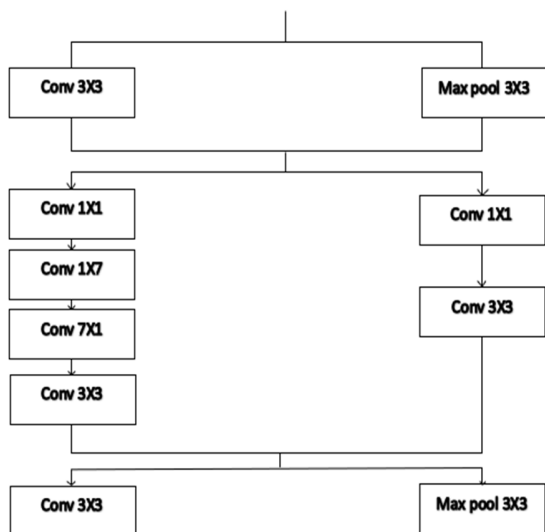 Conv 3X3
Max pool 3X3
Conv 1X1
Conv 1X7
Conv 7X1
Conv 3X3
Conv 1X1
Conv 3X3
Conv 3X3
Max pool 3X3